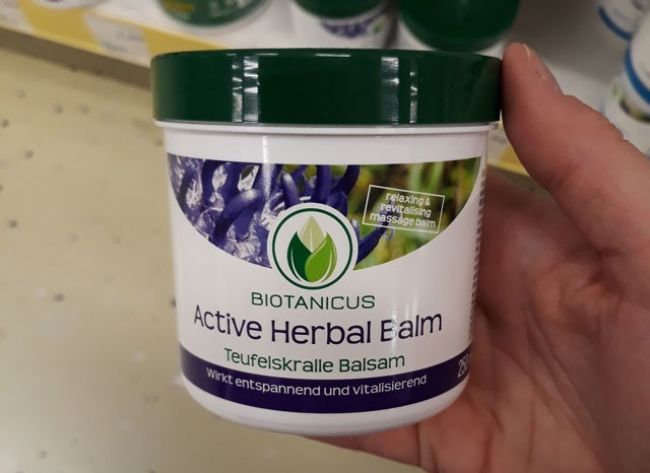 relaxing &
revitalising
massage balm
BIOTANICUS
Active Herbal Balm
Teufelskralle Balsam
Wirkt entspannend und vitalisierend